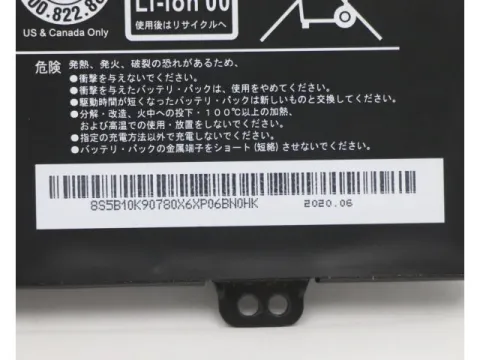 00.822.88
US & Canada Only
Li-ion 00
使用後はリサイクルへ
危険 発熱、発火、破裂の恐れがあるため、
●衝撃を与えないでください。
●衝撃を与えたバッテリ・パックは、使用をやめてください。
●駆動時間が短くなったバッテリ・パックは新しいものと交換してください。
●分解・改造、火中への投下・100℃以上の加熱、
および高温での使用・放置をしないでください。
●指定の充電方法以外で充電しないでください。
●バッテリ・パックの金属端子をショート(短絡)させないでください。
8S5B10K90780X6XP06BN0HK
2020.06